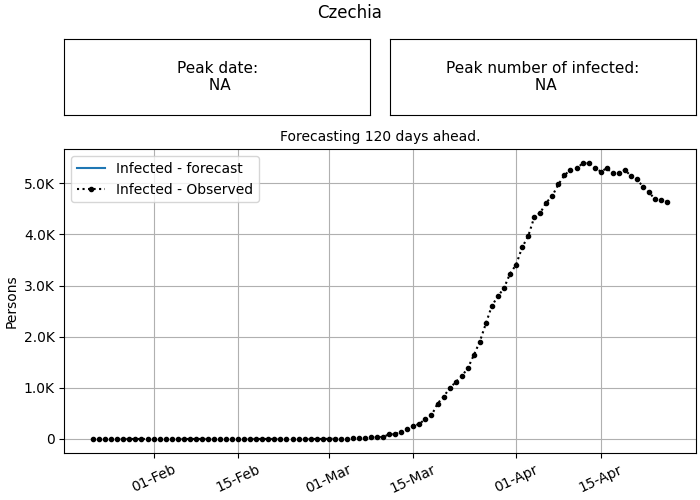 Czechia
Peak date:
NA
Peak number of infected:
NA
Forecasting 120 days ahead.
Infected - forecast
Infected - Observed
Persons
5.0K
4.0K
3.0K
2.0K
1.0K
0
01-Feb
15-Feb
01-Mar
15-Mar
01-Apr
15-Apr